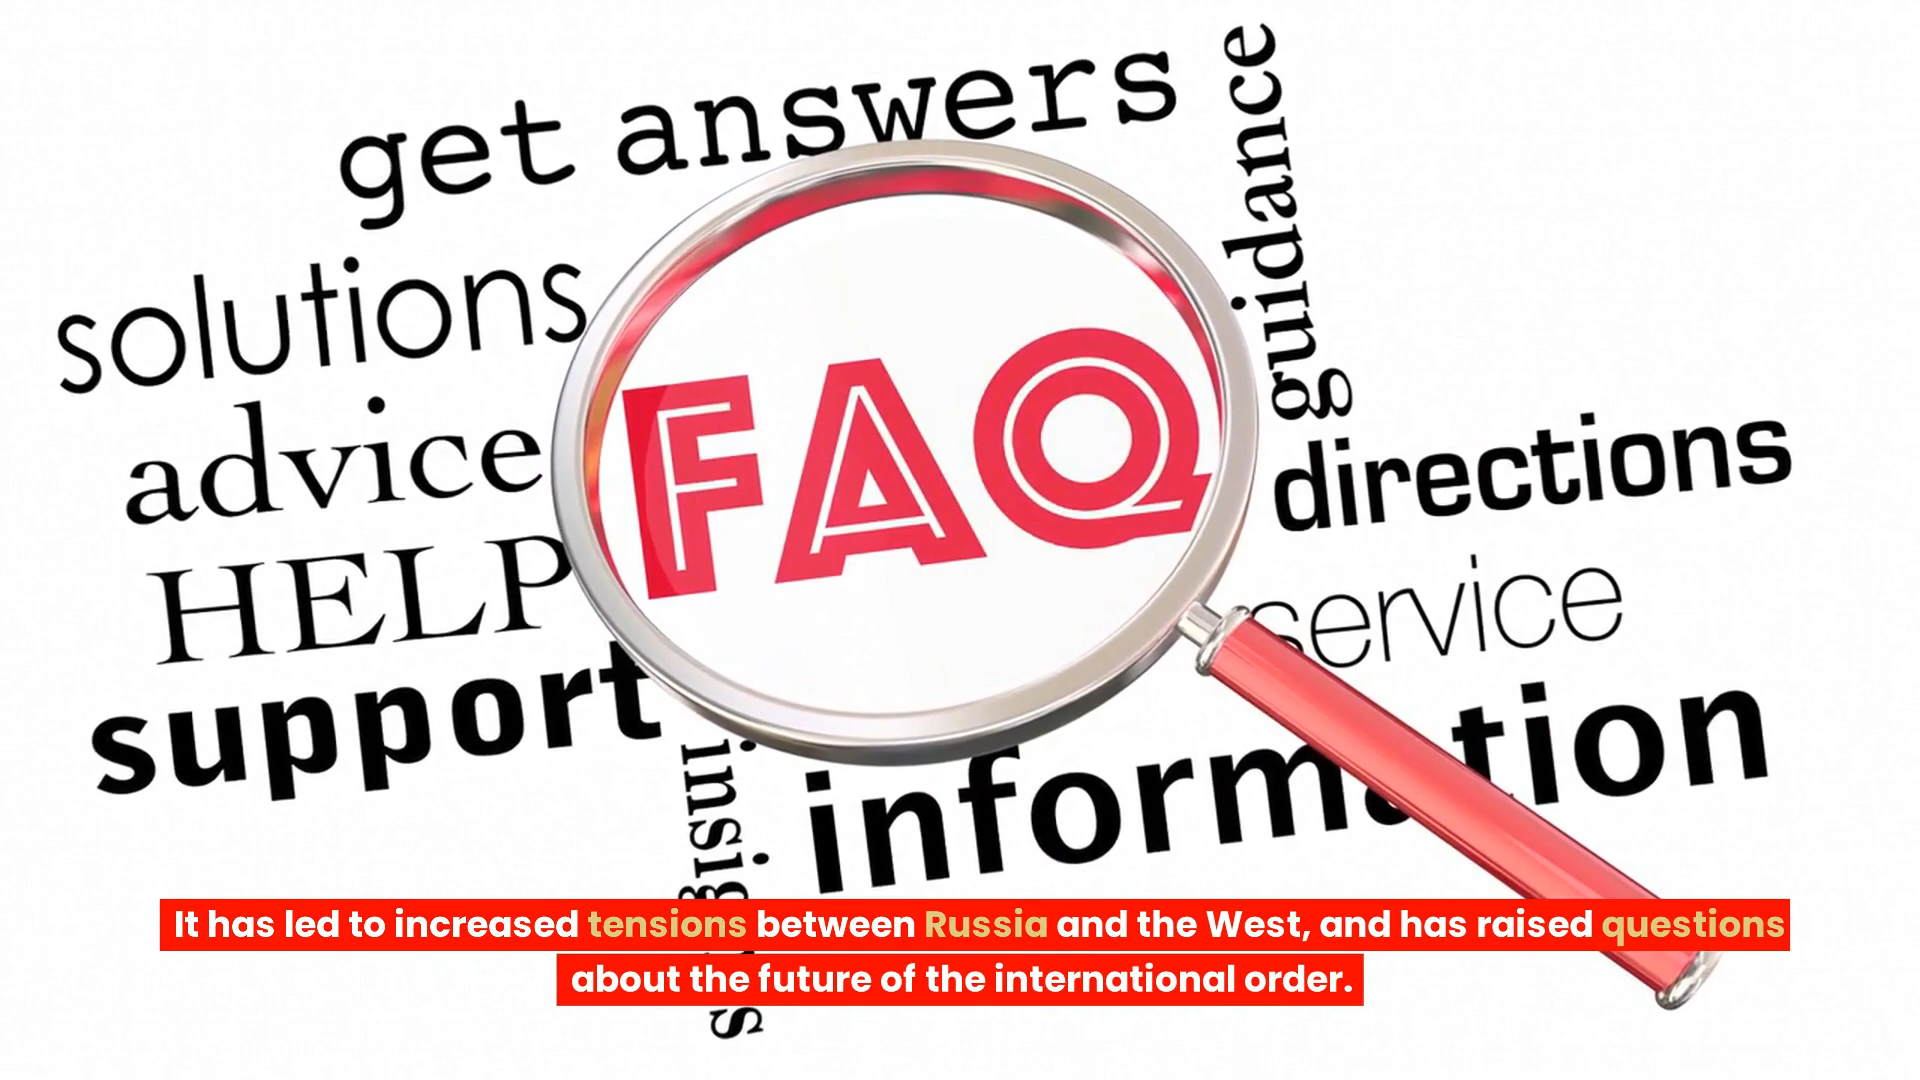 get answers
guidance
solutions
FAQ
advice
directions
HELP
service
support
information
It has led to increased tensions between Russia and the West, and has raised questions
about the future of the international order.